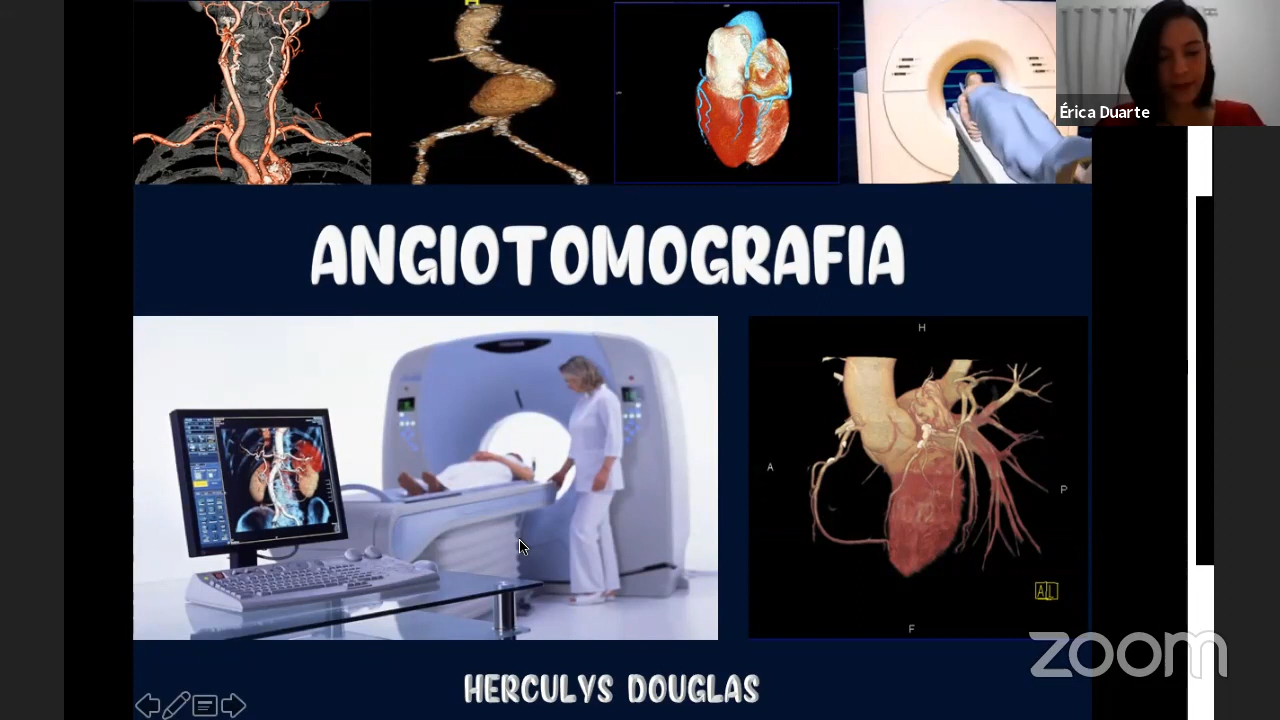 Érica Duarte
ANGIOTOMOGRAFIA
H
A
P
A|L
F
zoom
HERCULYS DOUGLAS